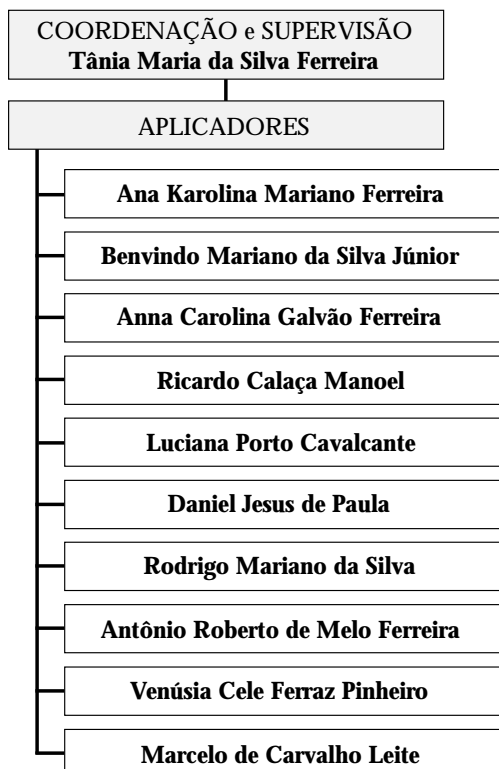 COORDENAÇÃO e SUPERVISÃO
Tânia Maria da Silva Ferreira
APLICADORES
Ana Karolina Mariano Ferreira
Benvindo Mariano da Silva Júnior
Anna Carolina Galvão Ferreira
Ricardo Calaça Manoel
Luciana Porto Cavalcante
Daniel Jesus de Paula
Rodrigo Mariano da Silva
Antônio Roberto de Melo Ferreira
Venúsia Cele Ferraz Pinheiro
Marcelo de Carvalho Leite